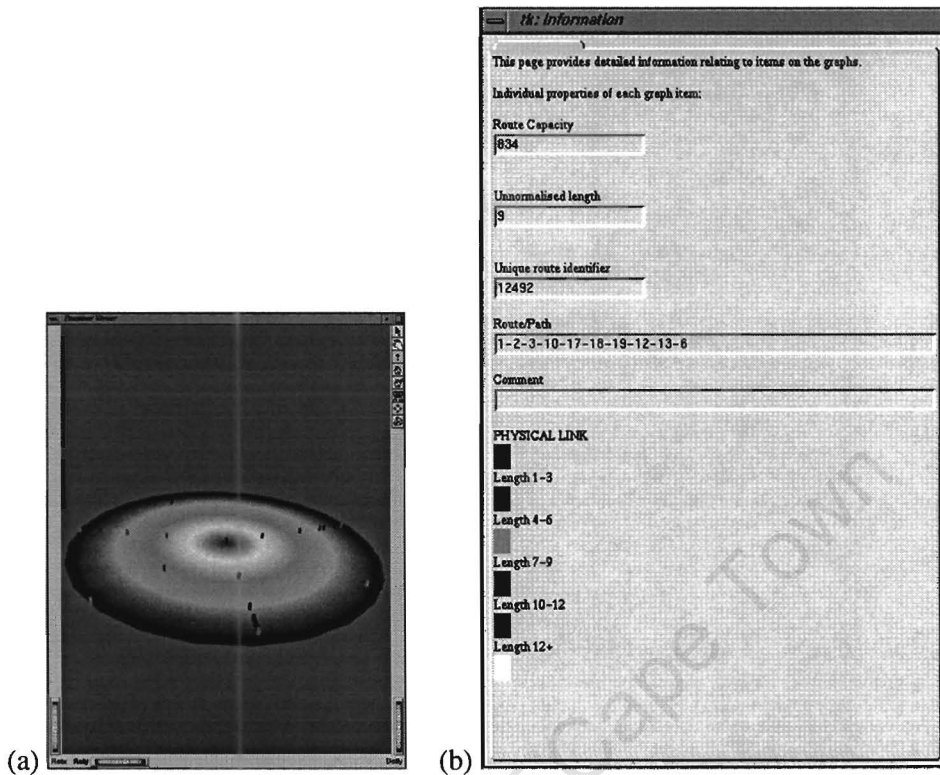 tk: Information
This page provides detailed information relating to items on the graphs.
Individual properties of each graph item:
Route Capacity
834
Unnormalised length
9
Unique route identifier
12492
Route/Path
1-2-3-10-17-18-19-12-13-6
Comment
PHYSICAL LINK
Length 1-3
Length 4-6
Length 7-9
Length 10-12
Length 12+
Rotx Roty
Dolly
(a)
(b)
Cape Town